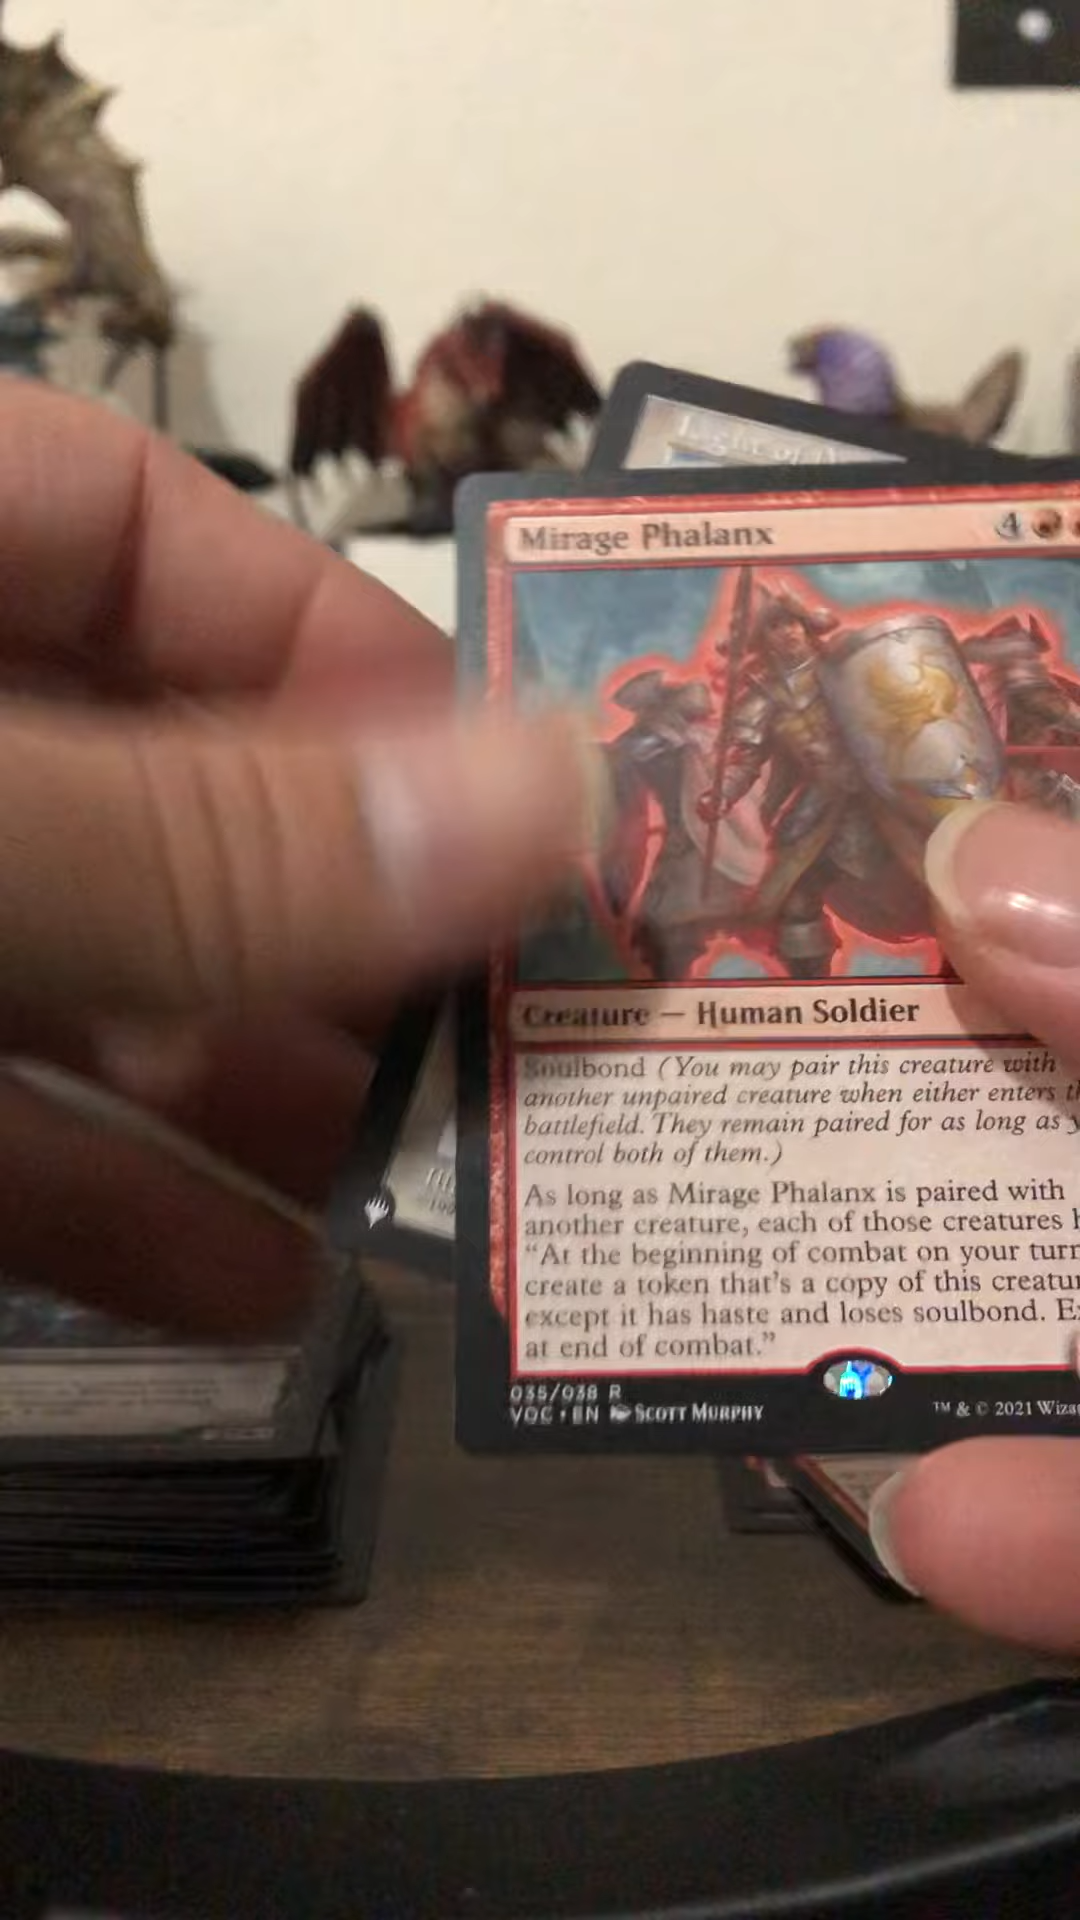 Light of
Mirage Phalanx 4
Creature — Human Soldier
Soulbond (You may pair this creature with
another unpaired creature when either enters
battlefield. They remain paired for as long as
control both of them.)
As long as Mirage Phalanx is paired with
another creature, each of those creatures
"At the beginning of combat on your turn
create a token that's a copy of this
except it has haste and loses soulbond.
at end of combat."
035/038 R
VOC • EN SCOTT MURPHY
™ & © 2021